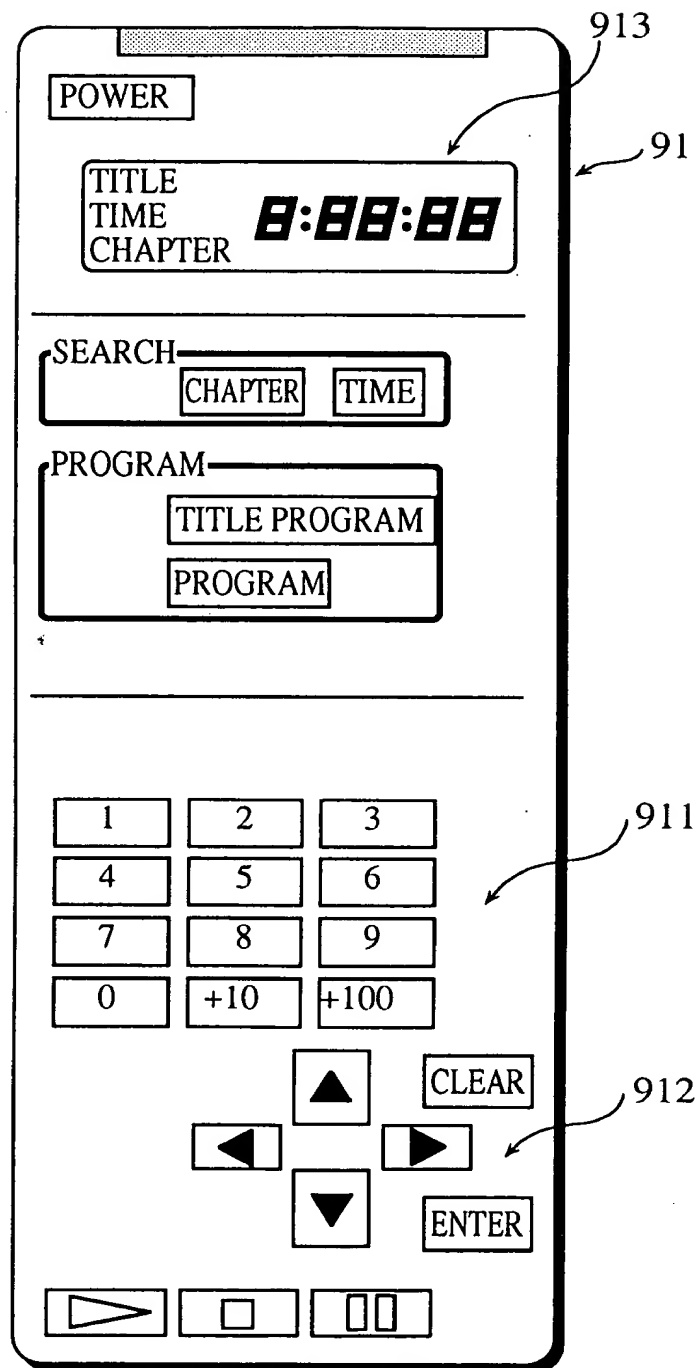 913
POWER
91
TITLE
TIME 8:88:88
CHAPTER
SEARCH
CHAPTER TIME
PROGRAM
TITLE PROGRAM
PROGRAM
1 2 3
911
4 5 6
7 8 9
0 +10 +100
CLEAR
912
ENTER